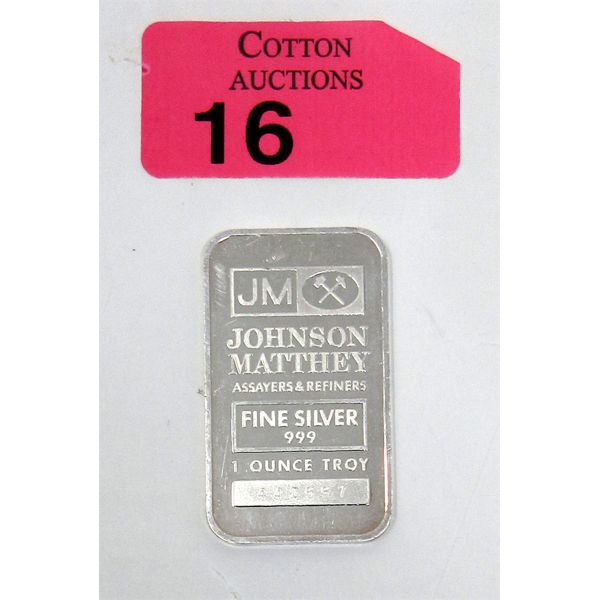 COTTON
AUCTIONS
16
JM
JOHNSON
MATTHEY
ASSAYERS & REFINERS
FINE SILVER
999
1 OUNCE TROY